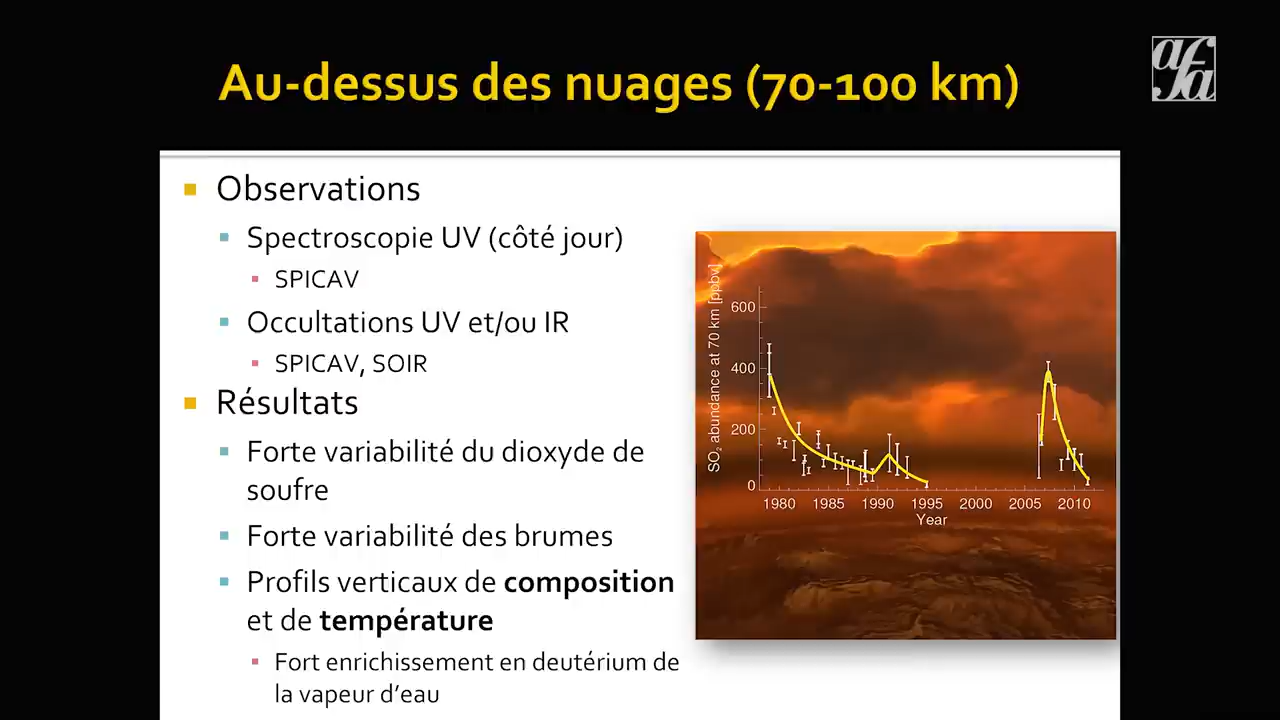 Au-dessus des nuages (70-100 km)
afa
Observations
Spectroscopie UV (côté jour)
SPICAV
Occultations UV et/ou IR
SPICAV, SOIR
Résultats
Forte variabilité du dioxyde de
soufre
Forte variabilité des brumes
Profils verticaux de composition
et de température
Fort enrichissement en deutérium de
la vapeur d'eau
SO₂ abundance at 70 km [ppbv]
600
400
200
0
1980 1985 1990 1995 2000 2005 2010
Year